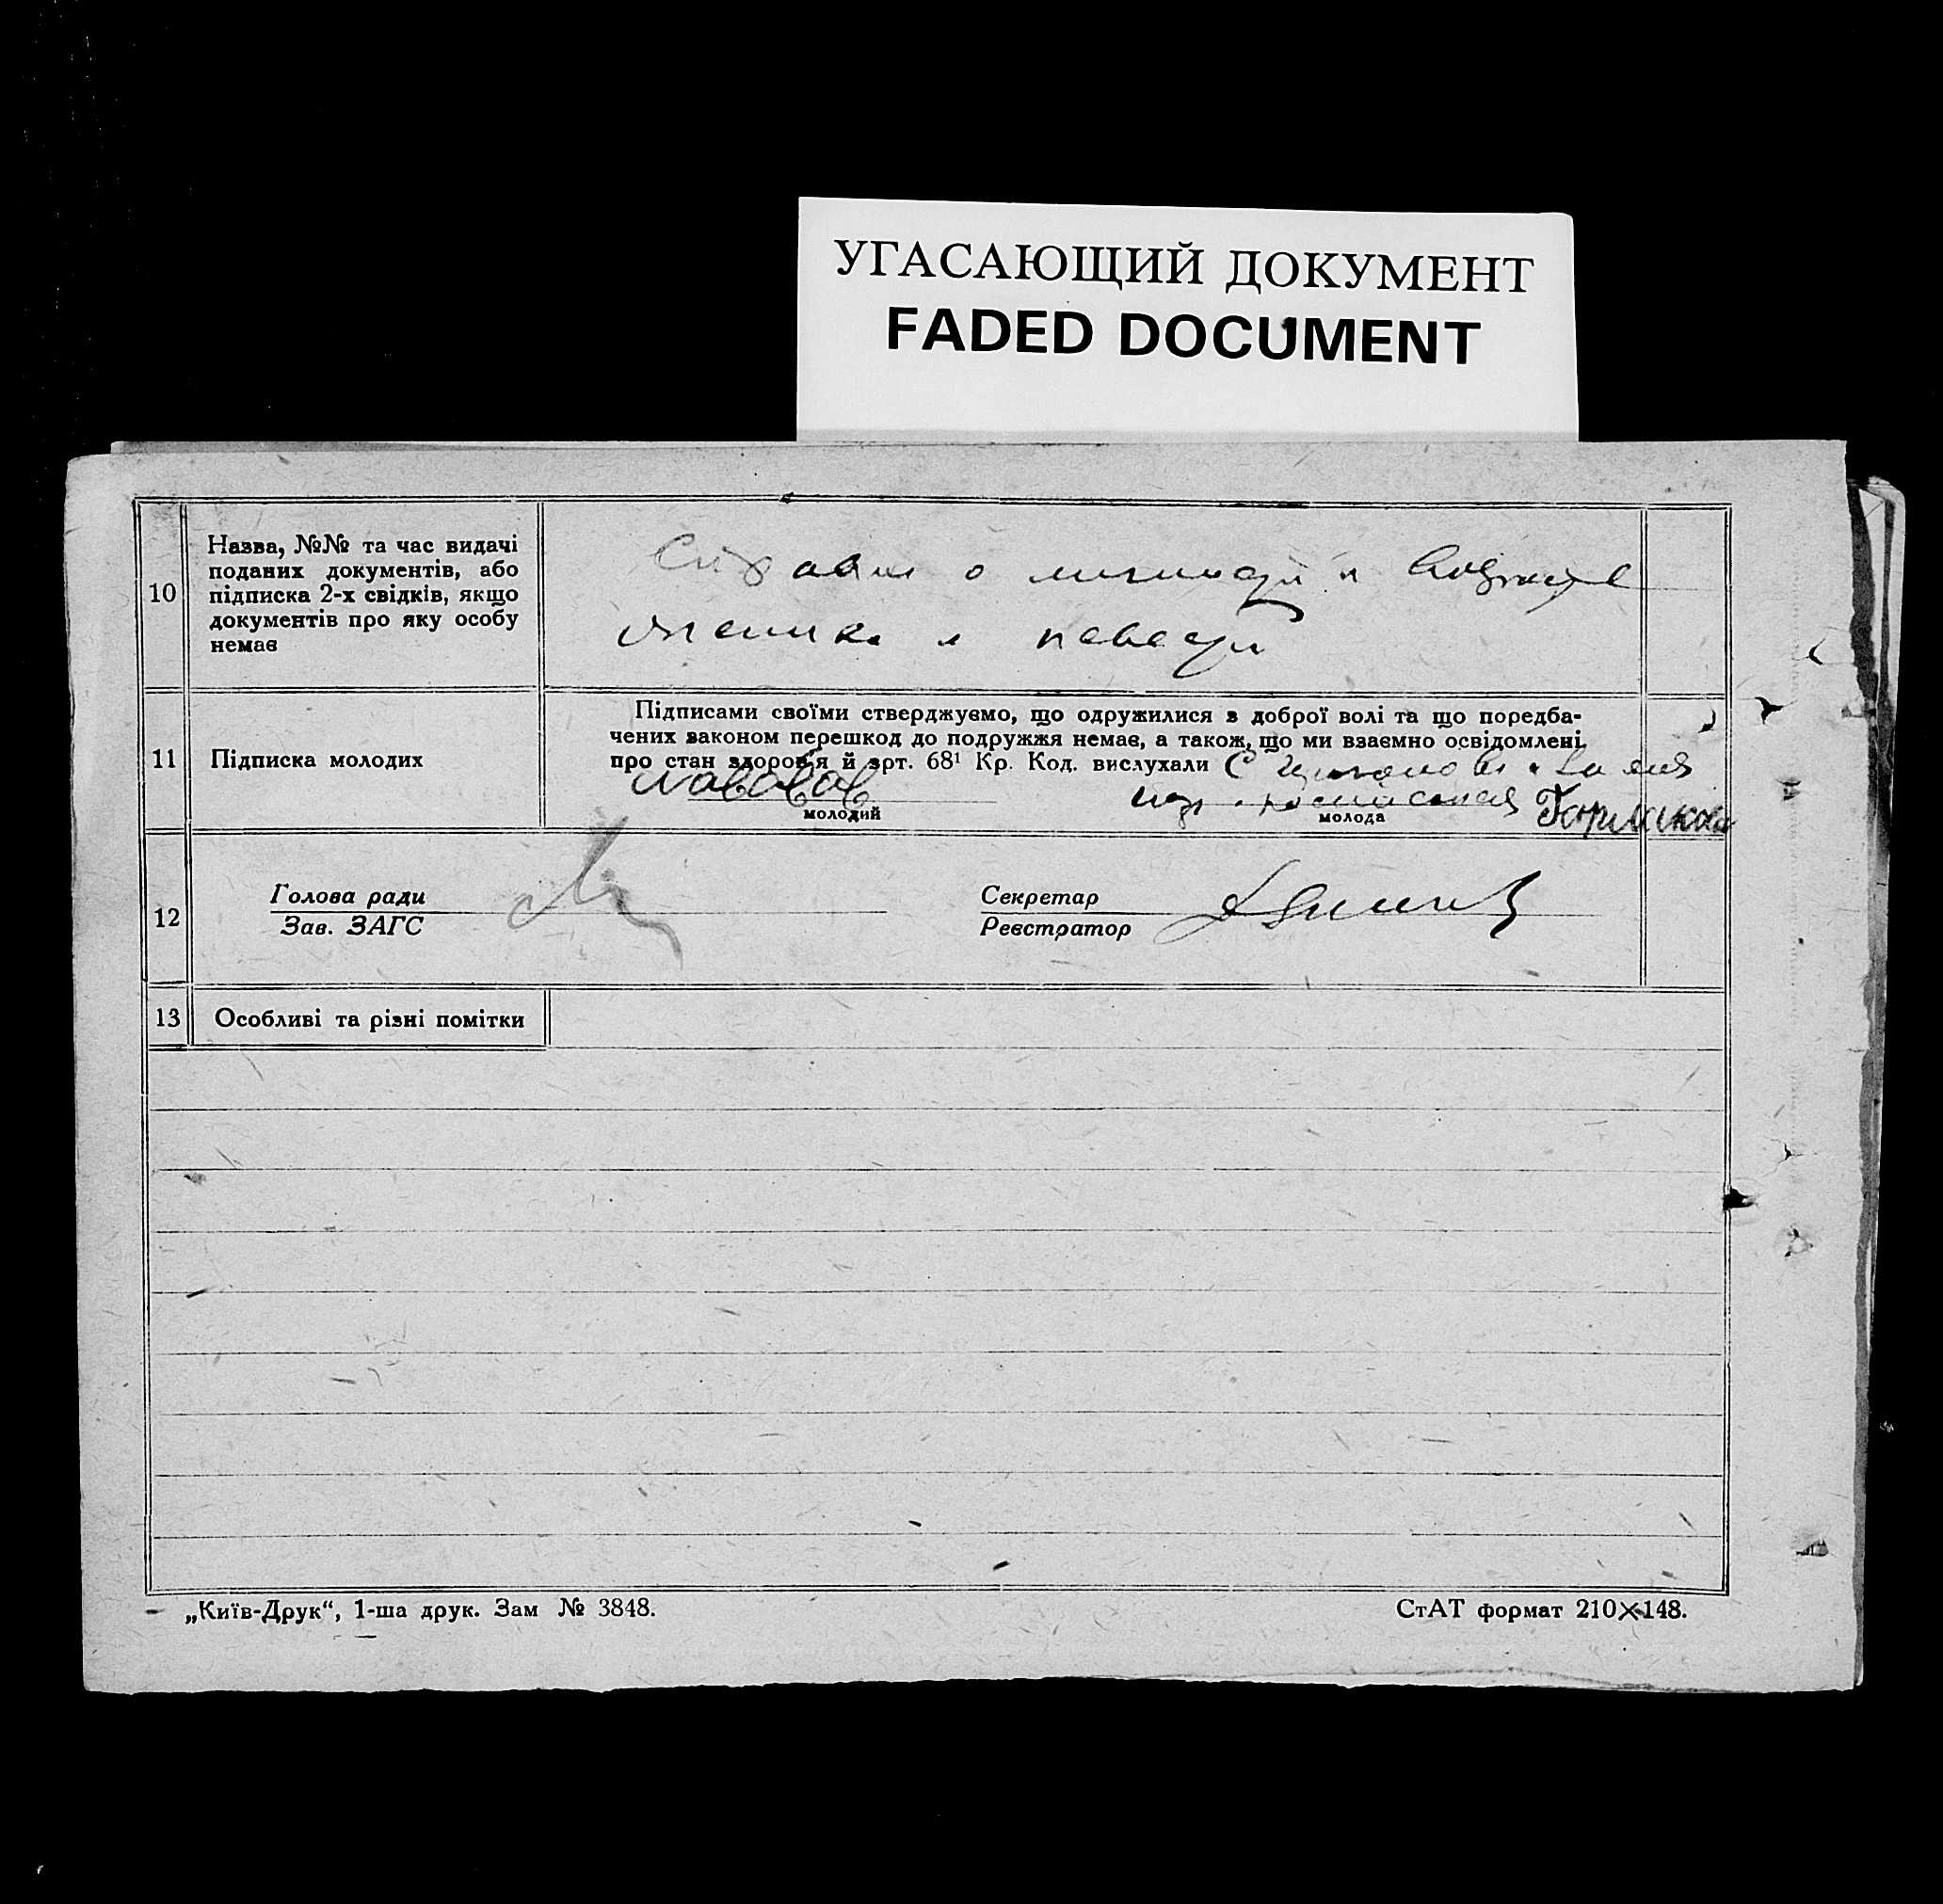 УГАСАЮЩИЙ ДОКУМЕНТ
FADED DOCUMENT
10
Назва, №№ та час видачі
поданих документів, або
підписка 2-х свідків, якщо
документів про яку особу
немає
о
и
11
Підписка молодих
Підписами своїми стверджуємо, що одружилися з доброї волі та що поредба-
чених законом перешкод до подружжя немає, а також, що ми взаємно освідомлені
про стан здоров'я й арт. 68¹ Кр. Код. вислухали
молодий
молода
12
Голова ради
Зав. ЗАГС
Секретар
Реєстратор
13
Особливі та різні помітки
„Київ-Друк“, 1-ша друк. Зам № 3848.
СтАТ формат 210×148.